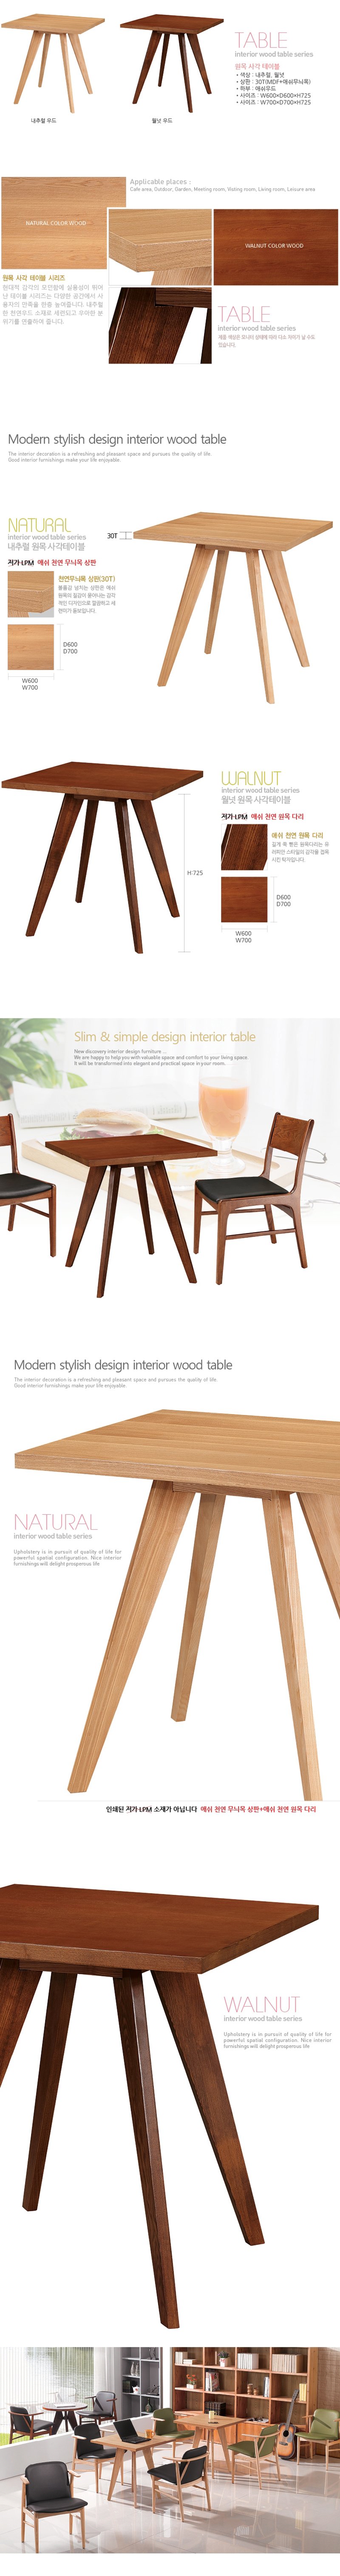 TABLE
interior wood table series
원목 사각 테이블
• 색상 : 내추럴, 월넛
• 상판 : 30T(MDF+애쉬무늬목)
• 하부 : 애쉬우드
• 사이즈 : W600×D600×H725
• 사이즈 : W700×D700×H725
내추럴 우드
월넛 우드
Applicable places :
Cafe area, Outdoor, Garden, Meeting room, Visiting room, Living room, Leisure area
NATURAL COLOR WOOD
WALNUT COLOR WOOD
원목 사각 테이블 시리즈
현대적 감각의 모던함에 실용성이 뛰어
난 테이블 시리즈는 다양한 공간에서 사
용자의 만족을 한층 높여줍니다. 내추럴
한 천연우드 소재로 세련되고 우아한 분
위기를 연출하여 줍니다.
TABLE
interior wood table series
제품 색상은 모니터 상태에 따라 다소 차이가 날 수도
있습니다.
Modern stylish design interior wood table
The interior decoration is a refreshing and pleasant space and pursues the quality of life.
Good interior furnishings make your life enjoyable.
NATURAL
interior wood table series
내추럴 원목 사각테이블
저가 LPM 애쉬 천연 무늬목 상판
30T
천연무늬목 상판(30T)
볼륨감 넘치는 상판은 애쉬
원목의 질감이 묻어나는 감각
적인 디자인으로 깔끔하고 세
련미가 돋보입니다.
D600
D700
W600
W700
WALNUT
interior wood table series
월넛 원목 사각테이블
저가 LPM 애쉬 천연 원목 다리
애쉬 천연 원목 다리
길게 쭉 뻗은 원목다리는 유
러피안 스타일의 감각을 접목
시킨 탁자입니다.
H:725
D600
D700
W600
W700
Slim & simple design interior table
New discovery interior design furniture ...
We are happy to help you with valuable space and comfort to your living space
It will be transformed into elegant and practical space in your room.
Modern stylish design interior wood table
The interior decoration is a refreshing and pleasant space and pursues the quality of life.
Good interior furnishings make your life enjoyable.
NATURAL
interior wood table series
Upholstery is in pursuit of quality of life for
powerful spatial configuration. Nice interior
furnishings will delight prosperous life
인쇄된 저가 LPM 소재가 아닙니다 애쉬 천연 무늬목 상판+애쉬 천연 원목 다리
WALNUT
interior wood table series
Upholstery is in pursuit of quality of life for
powerful spatial configuration. Nice interior
furnishings will delight prosperous life